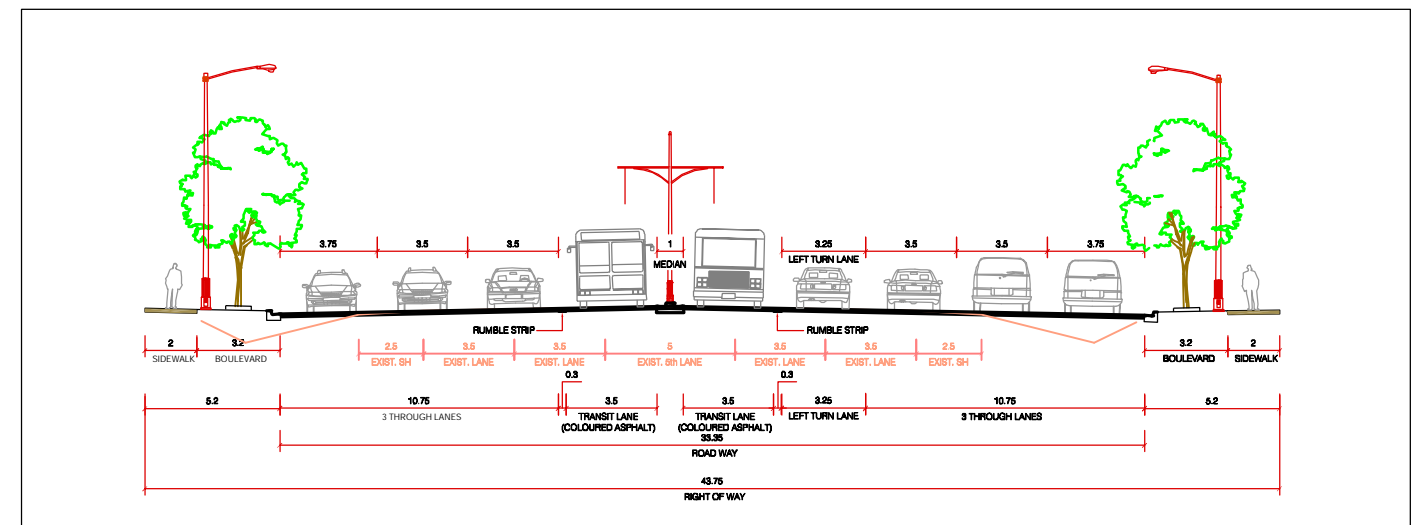 3.75 3.5 3.5 1 3.25 3.5 3.5 3.75
MEDIAN LEFT TURN LANE
RUMBLE STRIP RUMBLE STRIP
2 3.2 2.5 3.5 3.5 5 3.5 3.5 2.5 3.2 2
SIDEWALK BOULEVARD EXIST. SH EXIST. LANE EXIST. LANE EXIST. 5th LANE EXIST. LANE EXIST. LANE EXIST. SH BOULEVARD SIDEWALK
0.3 0.3
5.2 10.75 3.5 3.5 3.25 10.75 5.2
3 THROUGH LANES TRANSIT LANE TRANSIT LANE LEFT TURN LANE 3 THROUGH LANES
(COLOURED ASPHALT) (COLOURED ASPHALT)
33.35
ROAD WAY
43.75
RIGHT OF WAY